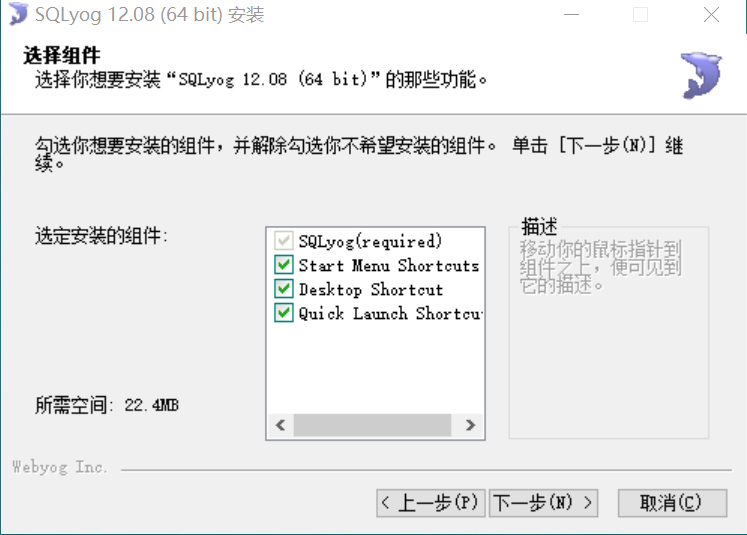 SQLyog 12.08 (64 bit) 安装
选择组件
选择你想要安装“SQLyog 12.08 (64 bit)”的那些功能。
勾选你想要安装的组件，并解除勾选你不希望安装的组件。 单击 [下一步(N)] 继
续。
选定安装的组件:
SQLyog(required)
Start Menu Shortcuts
Desktop Shortcut
Quick Launch Shortcu
描述
移动你的鼠标指针到
组件之上，便可见到
它的描述。
所需空间: 22.4MB
Webyog Inc.
< 上一步(P)
下一步(N) >
取消(C)